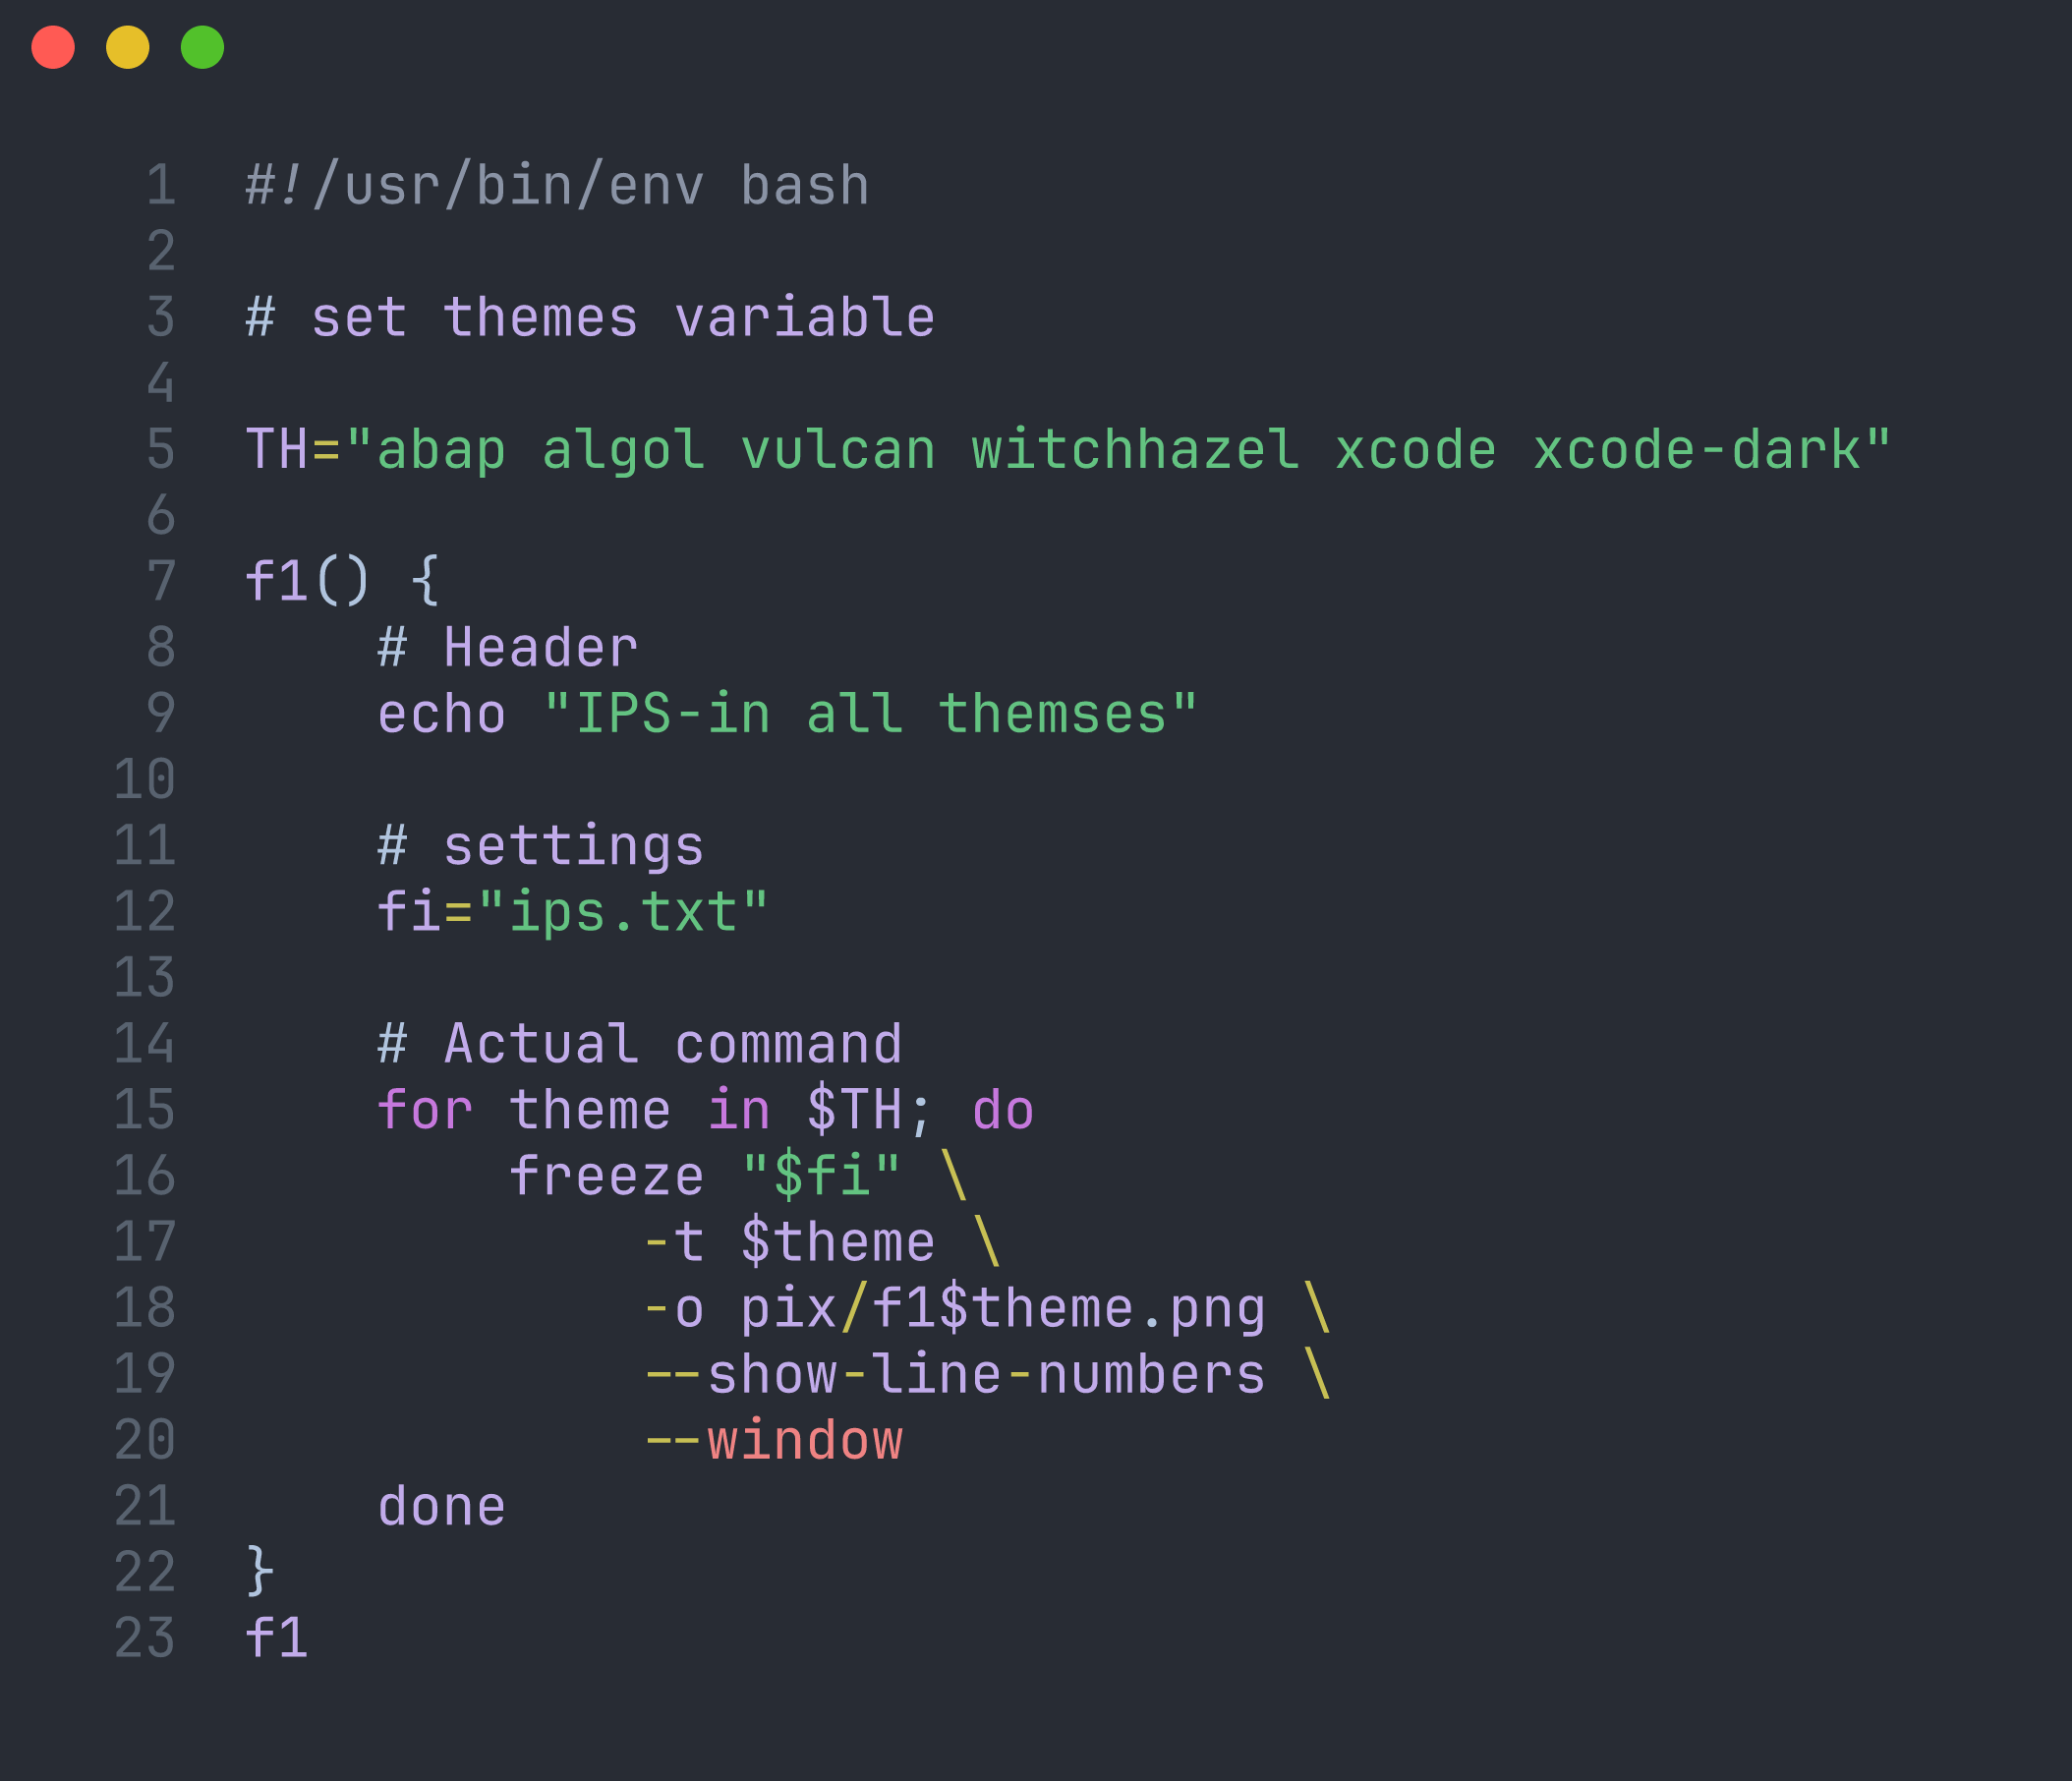 1 #!/usr/bin/env bash
2
3 # set themes variable
4
5 TH="abap algol vulcan witchhazel xcode xcode-dark"
6
7 f1() {
8     # Header
9     echo "IPS-in all themses"
10
11     # settings
12     fi="ips.txt"
13
14     # Actual command
15     for theme in $TH; do
16         freeze "$fi" \
17             -t $theme \
18             -o pix/f1$theme.png \
19             --show-line-numbers \
20             --window
21     done
22 }
23 f1